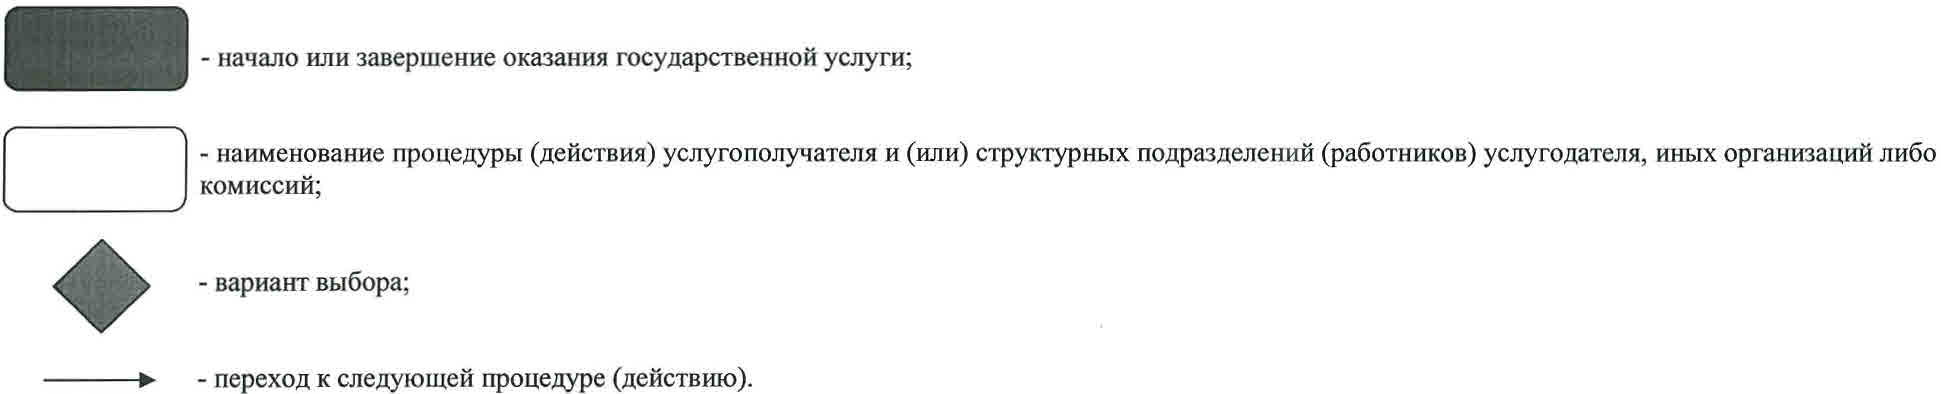 - начало или завершение оказания государственной услуги;
- наименование процедуры (действия) услугополучателя и (или) структурных подразделений (работников) услугодателя, иных организаций либо
комиссий;
- вариант выбора;
- переход к следующей процедуре (действию).